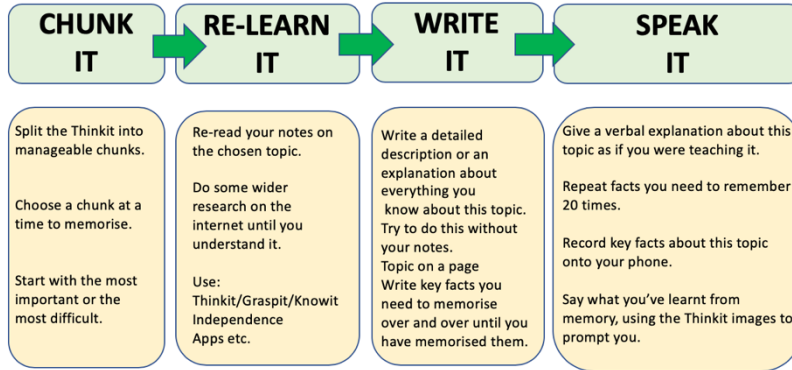 CHUNK
IT
RE-LEARN
IT
WRITE
IT
SPEAK
IT
Split the Thinkit into
manageable chunks.
Choose a chunk at a
time to memorise.
Start with the most
important or the
most difficult.
Re-read your notes on
the chosen topic.
Do some wider
research on the
internet until you
understand it.
Use:
Thinkit/Graspit/Knowit
Independence
Apps etc.
Write a detailed
description or an
explanation about
everything you
know about this topic.
Try to do this without
your notes.
Topic on a page
Write key facts you
need to memorise
over and over until you
have memorised them.
Give a verbal explanation about this
topic as if you were teaching it.
Repeat facts you need to remember
20 times.
Record key facts about this topic
onto your phone.
Say what you've learnt from
memory, using the Thinkit images to
prompt you.